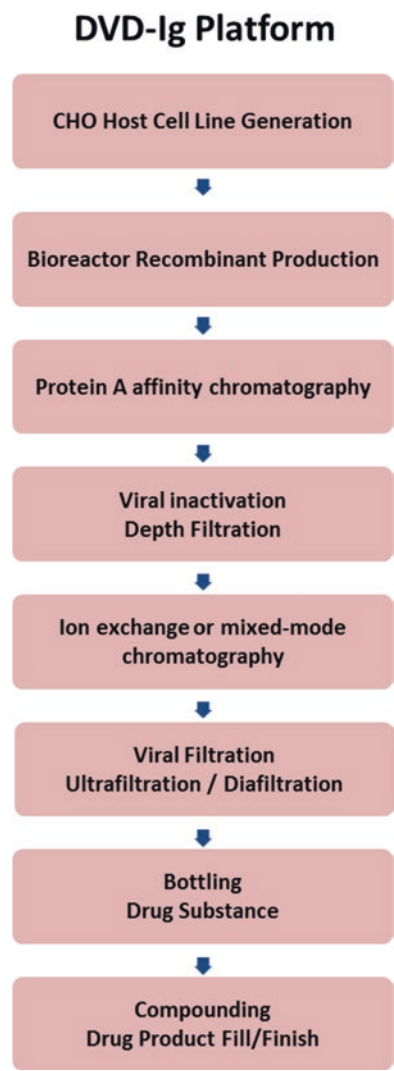 DVD-Ig Platform
CHO Host Cell Line Generation
Bioreactor Recombinant Production
Protein A affinity chromatography
Viral inactivation
Depth Filtration
Ion exchange or mixed-mode
chromatography
Viral Filtration
Ultrafiltration / Diafiltration
Bottling
Drug Substance
Compounding
Drug Product Fill/Finish